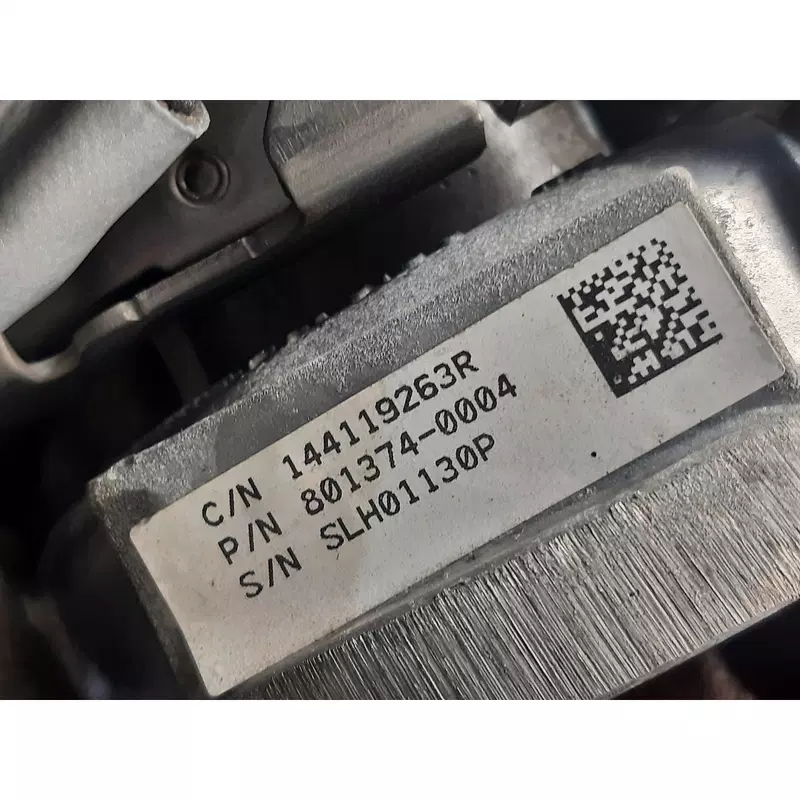 C/N 144119263R
P/N 801374-0004
S/N SLH01130P